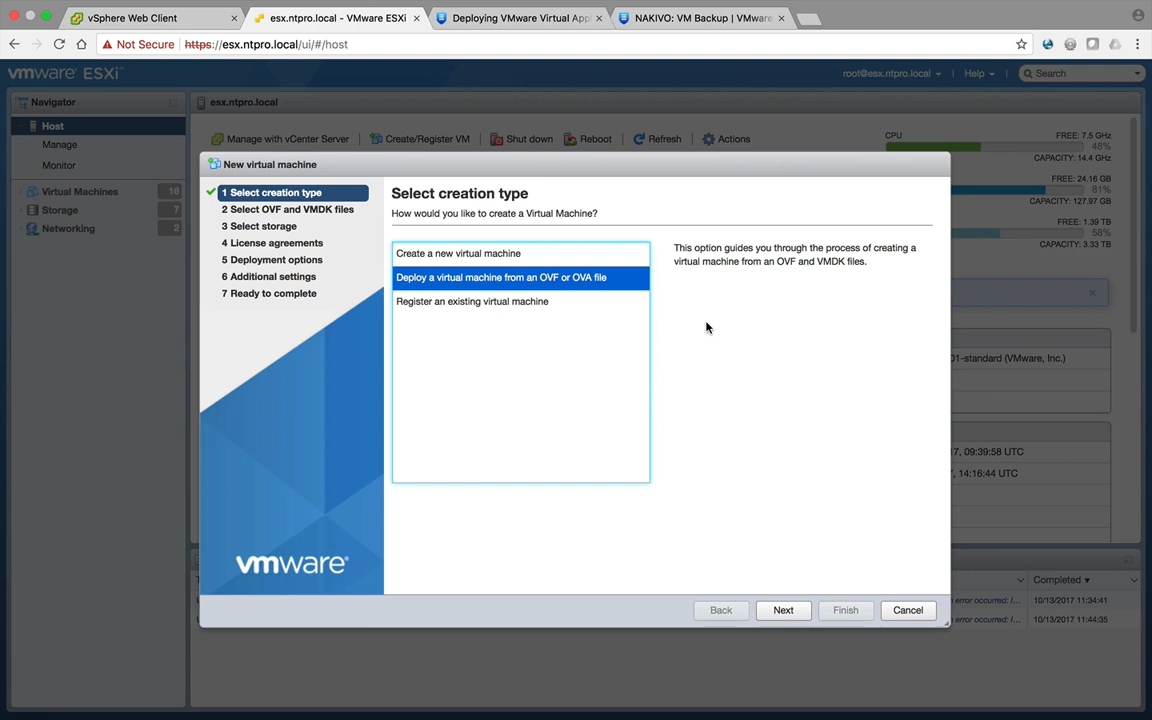 vSphere Web Client
esx.ntpro.local - VMware ESXi
Deploying VMware Virtual Appl
NAKIVO: VM Backup | VMware
Not Secure
https://esx.ntpro.local/ui/#/host
vmware ESXi
root@esx.ntpro.local
Help
Search
Navigator
esx.ntpro.local
Host
Manage
Monitor
Virtual Machines
16
Storage
7
Networking
2
Manage with vCenter Server
Create/Register VM
Shut down
Reboot
Refresh
Actions
CPU
FREE: 7.5 GHz
48%
CAPACITY: 14.4 GHz
FREE: 24.16 GB
81%
CAPACITY: 127.97 GB
FREE: 1.39 TB
58%
CAPACITY: 3.33 TB
New virtual machine
1 Select creation type
2 Select OVF and VMDK files
3 Select storage
4 License agreements
5 Deployment options
6 Additional settings
7 Ready to complete
vmware®
Select creation type
How would you like to create a Virtual Machine?
Create a new virtual machine
Deploy a virtual machine from an OVF or OVA file
Register an existing virtual machine
This option guides you through the process of creating a
virtual machine from an OVF and VMDK files.
Back
Next
Finish
Cancel
01-standard (VMware, Inc.)
7, 09:39:58 UTC
, 14:16:44 UTC
Completed ▼
error occurred: I...
10/13/2017 11:34:41
error occurred: I...
10/13/2017 11:44:35